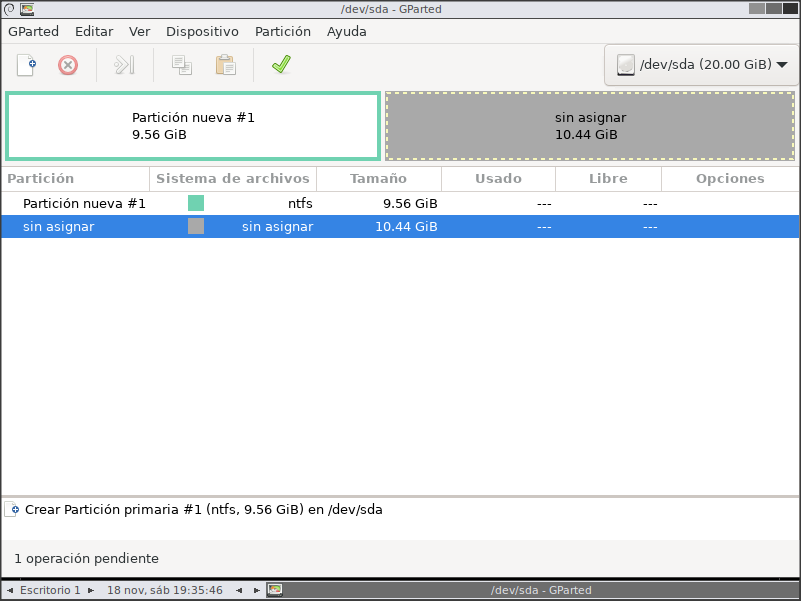 /dev/sda - GParted
GParted Editar Ver Dispositivo Partición Ayuda
/dev/sda (20.00 GiB)
Partición nueva #1
9.56 GiB
sin asignar
10.44 GiB
Partición Sistema de archivos Tamaño Usado Libre Opciones
Partición nueva #1 ntfs 9.56 GiB --- ---
sin asignar sin asignar 10.44 GiB --- ---
Crear Partición primaria #1 (ntfs, 9.56 GiB) en /dev/sda
1 operación pendiente
Escritorio 1 18 nov, sáb 19:35:46 /dev/sda - GParted